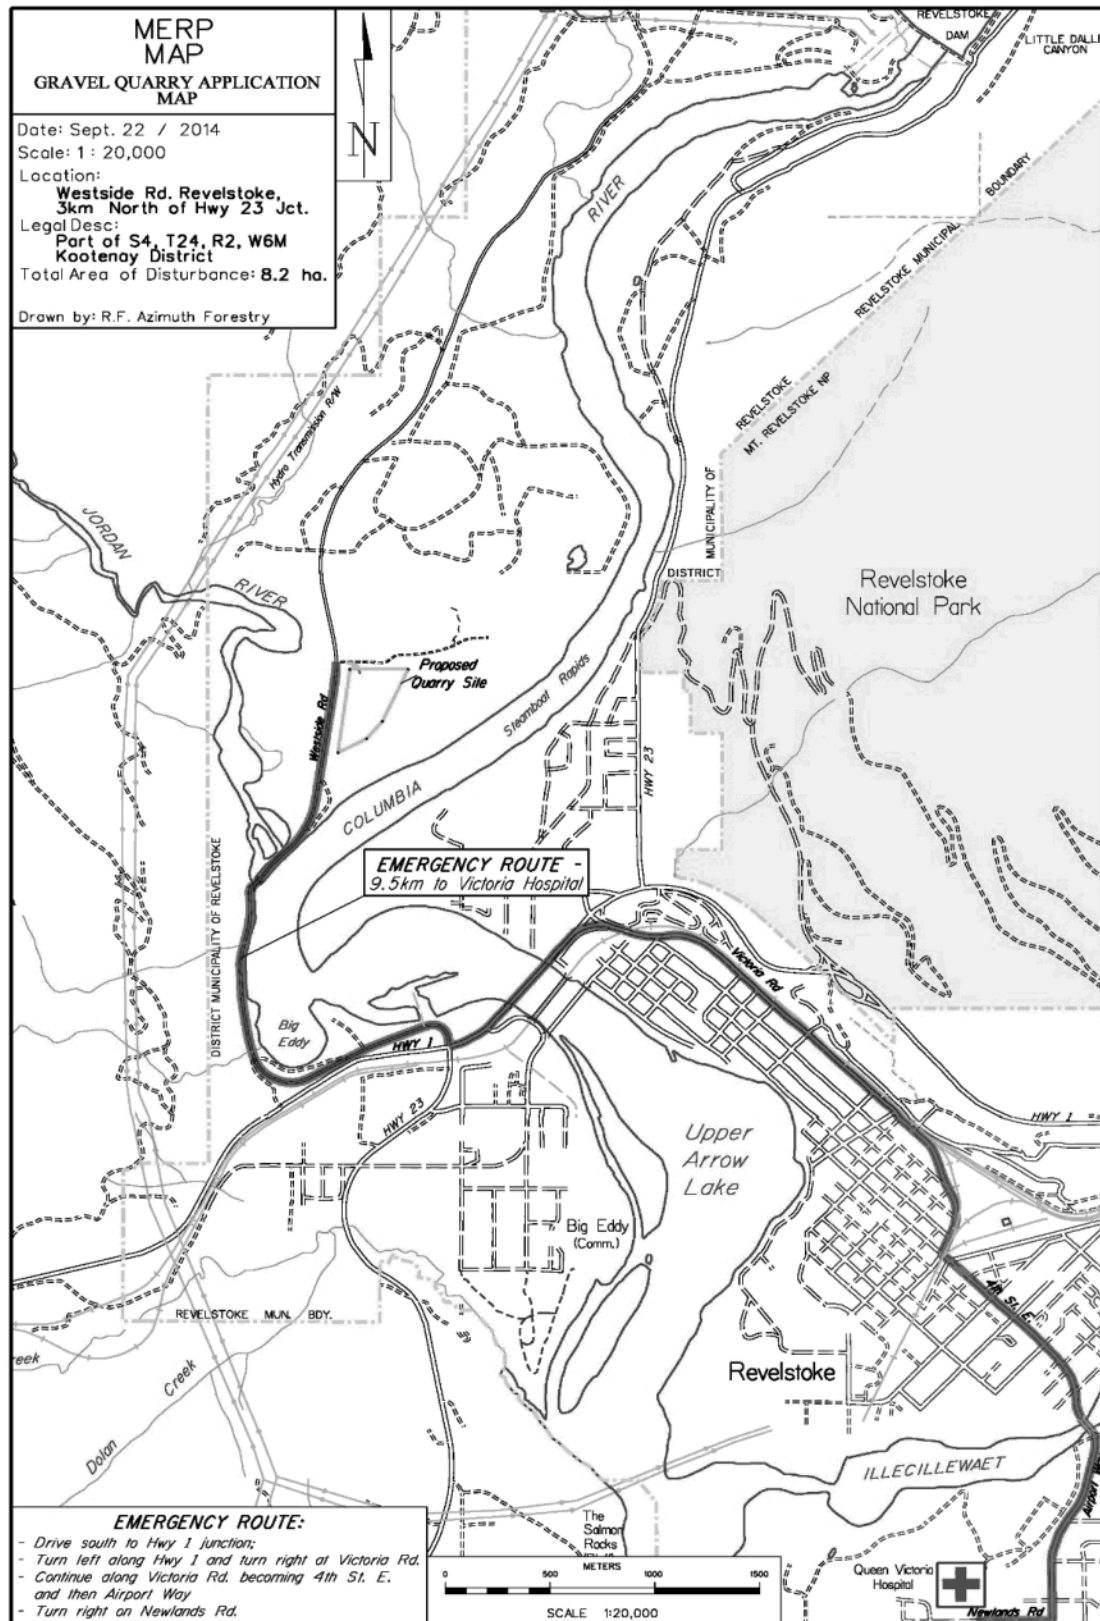 MERP
MAP
GRAVEL QUARRY APPLICATION
MAP
Date: Sept. 22 / 2014
Scale: 1 : 20,000
Location:
Westside Rd. Revelstoke,
3km North of Hwy 23 Jct.
Legal Desc:
Part of S4, T24, R2, W6M
Kootenay District
Total Area of Disturbance: 8.2 ha.
Drawn by: R.F. Azimuth Forestry
N
REVELSTOKE
DAM
LITTLE DALLE
CANYON
RIVER
REVELSTOKE MUNICIPAL BOUNDARY
REVELSTOKE
MT. REVELSTOKE NP
MUNICIPALITY OF
DISTRICT
Hydro Transmission R/W
JORDAN
RIVER
Revelstoke
National Park
Proposed
Quarry Site
Westside Rd
Steamboat Rapids
HWY 23
COLUMBIA
DISTRICT MUNICIPALITY OF REVELSTOKE
EMERGENCY ROUTE -
9.5km to Victoria Hospital
Victoria Rd
Big
Eddy
HWY 1
HWY 23
HWY 1
Upper
Arrow
Lake
Big Eddy
(Comm.)
REVELSTOKE MUN. BDY.
4th St. E.
reek
Dolan Creek
Revelstoke
ILLECILLEWAET
Airport W
The
Salmon
Rocks
Queen Victoria
Hospital
Newlands Rd
EMERGENCY ROUTE:
- Drive south to Hwy 1 junction;
- Turn left along Hwy 1 and turn right at Victoria Rd.
- Continue along Victoria Rd. becoming 4th St. E.
and then Airport Way
- Turn right on Newlands Rd.
METERS
0 500 1000 1500
SCALE 1:20,000